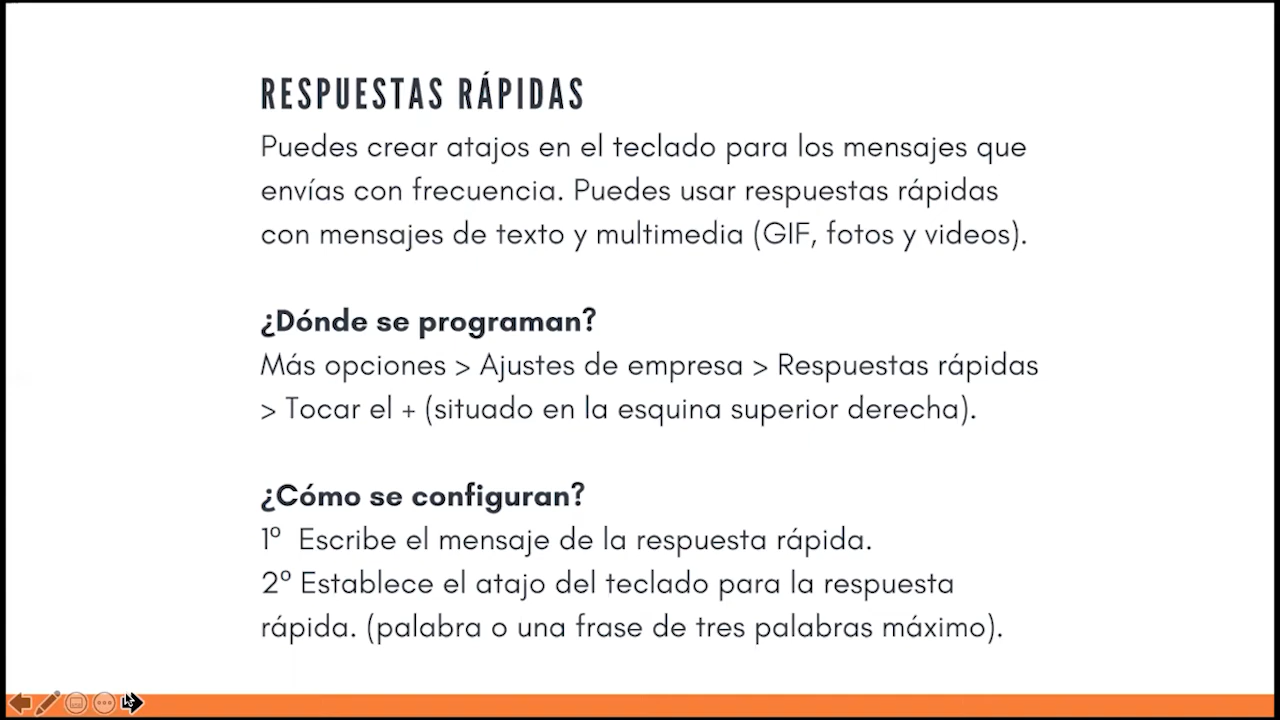 RESPUESTAS RÁPIDAS
Puedes crear atajos en el teclado para los mensajes que
envías con frecuencia. Puedes usar respuestas rápidas
con mensajes de texto y multimedia (GIF, fotos y videos).
¿Dónde se programan?
Más opciones > Ajustes de empresa > Respuestas rápidas
> Tocar el + (situado en la esquina superior derecha).
¿Cómo se configuran?
1º  Escribe el mensaje de la respuesta rápida.
2º Establece el atajo del teclado para la respuesta
rápida. (palabra o una frase de tres palabras máximo).